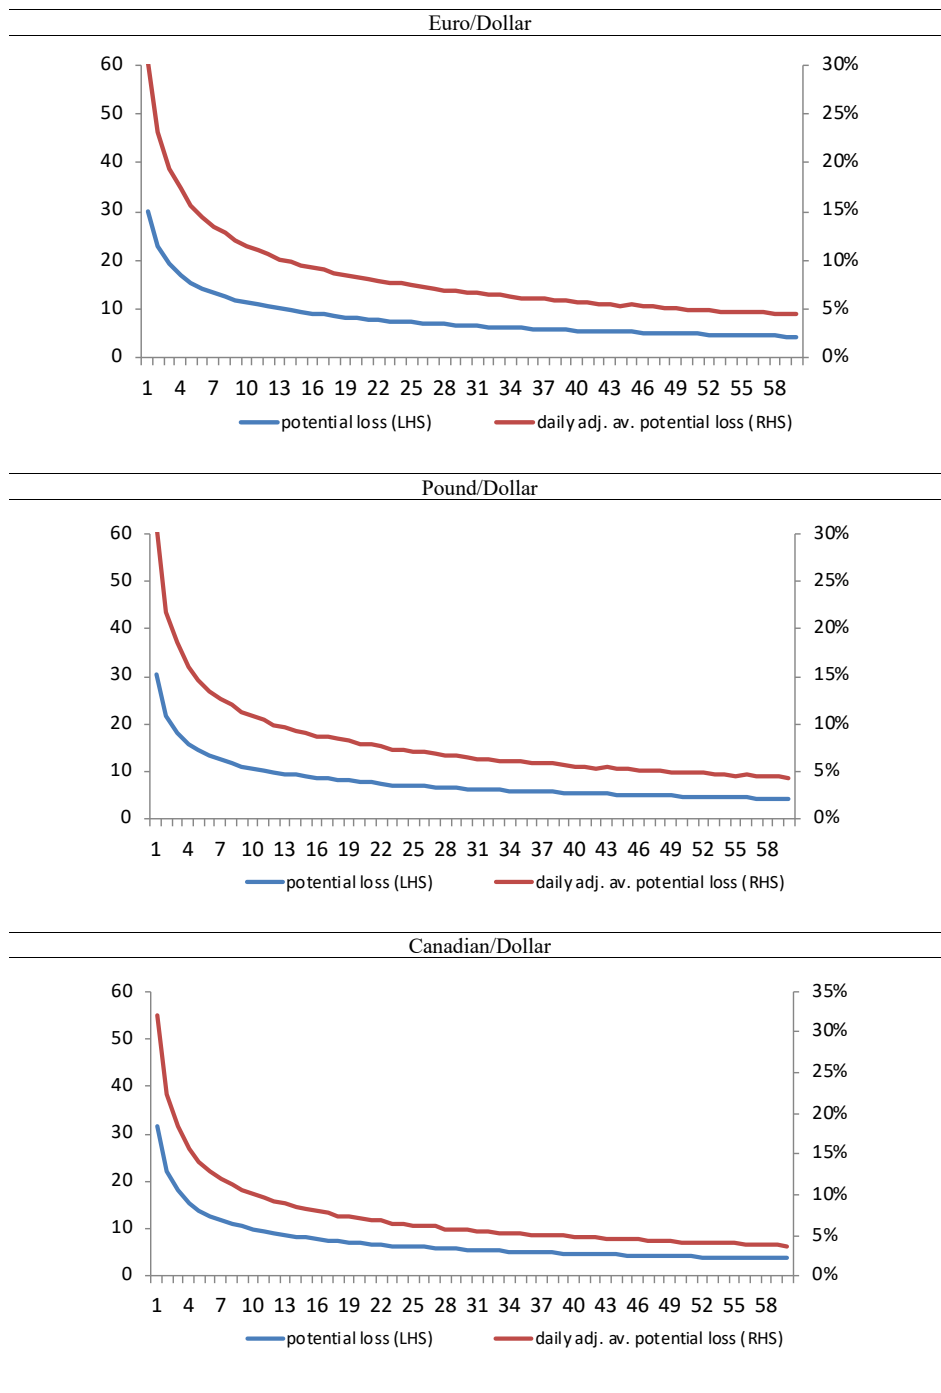 Euro/Dollar
60 30%
50 25%
40 20%
30 15%
20 10%
10 5%
0 0%
1 4 7 10 13 16 19 22 25 28 31 34 37 40 43 46 49 52 55 58
potential loss (LHS) daily adj. av. potential loss (RHS)
Pound/Dollar
60 30%
50 25%
40 20%
30 15%
20 10%
10 5%
0 0%
1 4 7 10 13 16 19 22 25 28 31 34 37 40 43 46 49 52 55 58
potential loss (LHS) daily adj. av. potential loss (RHS)
Canadian/Dollar
60 35%
50 30%
40 25%
30 20%
20 15%
10 10%
0 5%
0%
1 4 7 10 13 16 19 22 25 28 31 34 37 40 43 46 49 52 55 58
potential loss (LHS) daily adj. av. potential loss (RHS)